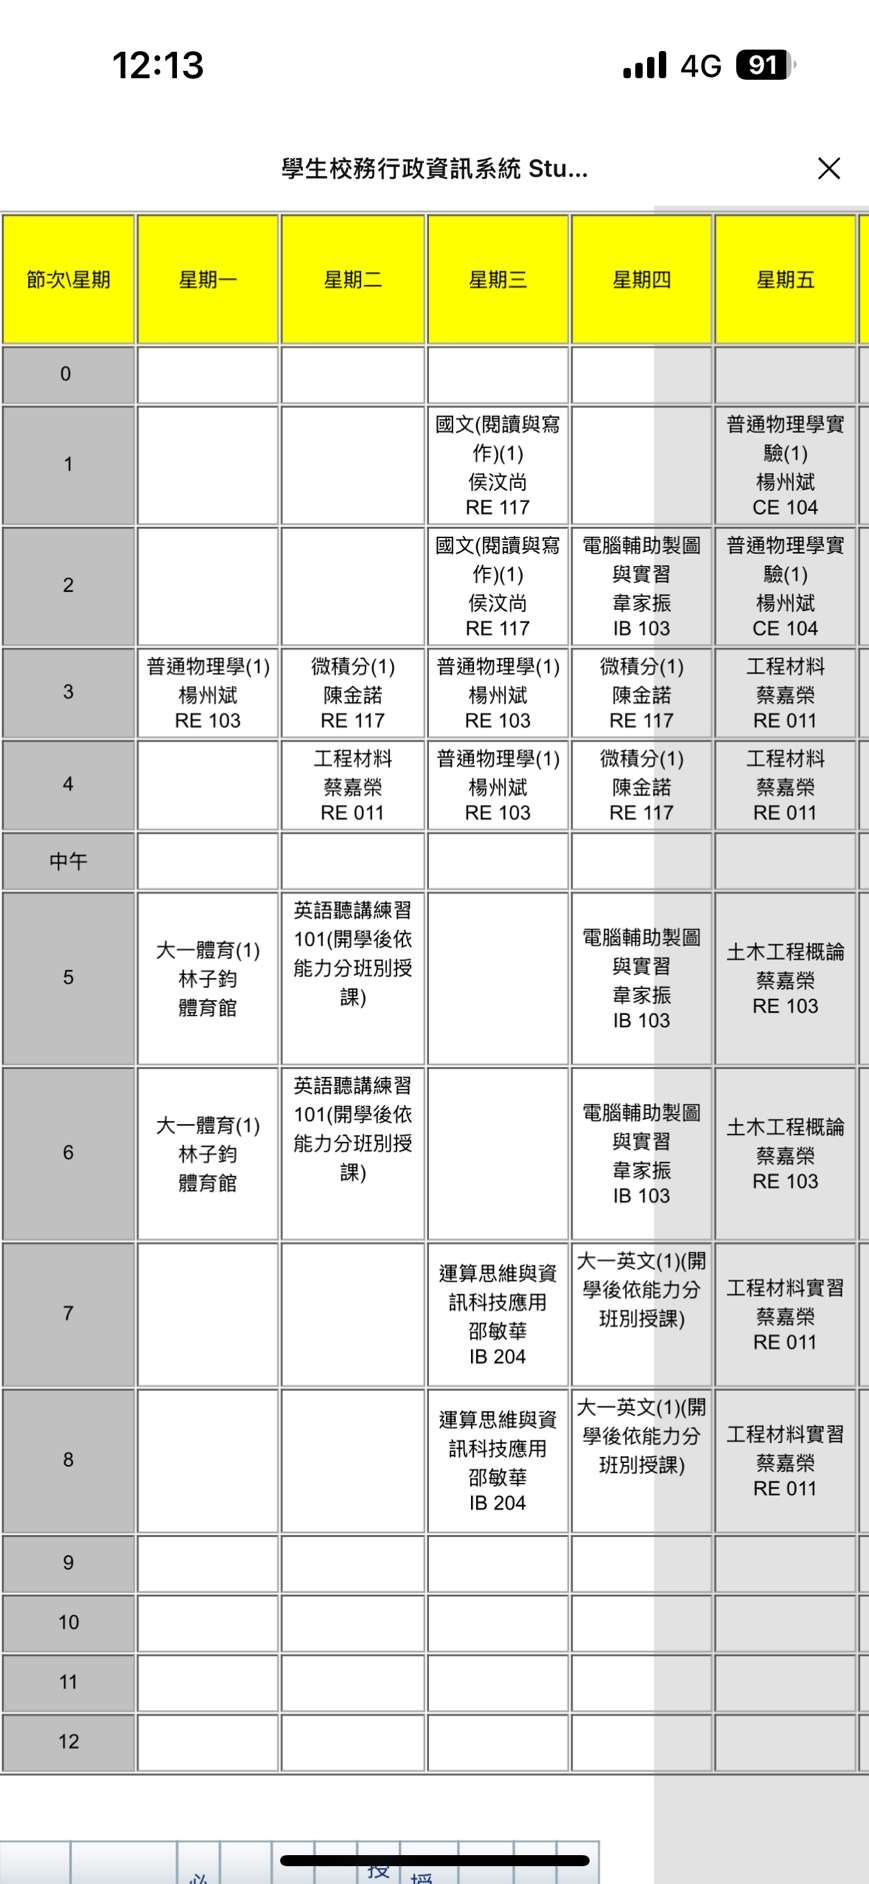 12:13
4G 91
學生校務行政資訊系統 Stu...
節次\星期 星期一 星期二 星期三 星期四 星期五
0
1
國文(閱讀與寫
作)(1)
侯汶尚
RE 117
普通物理學實
驗(1)
楊州斌
CE 104
2
國文(閱讀與寫
作)(1)
侯汶尚
RE 117
電腦輔助製圖
與實習
韋家振
IB 103
普通物理學實
驗(1)
楊州斌
CE 104
3
普通物理學(1)
楊州斌
RE 103
微積分(1)
陳金諾
RE 117
普通物理學(1)
楊州斌
RE 103
微積分(1)
陳金諾
RE 117
工程材料
蔡嘉榮
RE 011
4
工程材料
蔡嘉榮
RE 011
普通物理學(1)
楊州斌
RE 103
微積分(1)
陳金諾
RE 117
工程材料
蔡嘉榮
RE 011
中午
5
大一體育(1)
林子鈞
體育館
英語聽講練習
101(開學後依
能力分班別授
課)
電腦輔助製圖
與實習
韋家振
IB 103
土木工程概論
蔡嘉榮
RE 103
6
大一體育(1)
林子鈞
體育館
英語聽講練習
101(開學後依
能力分班別授
課)
電腦輔助製圖
與實習
韋家振
IB 103
土木工程概論
蔡嘉榮
RE 103
7
運算思維與資
訊科技應用
邵敏華
IB 204
大一英文(1)(開
學後依能力分
班別授課)
工程材料實習
蔡嘉榮
RE 011
8
運算思維與資
訊科技應用
邵敏華
IB 204
大一英文(1)(開
學後依能力分
班別授課)
工程材料實習
蔡嘉榮
RE 011
9
10
11
12